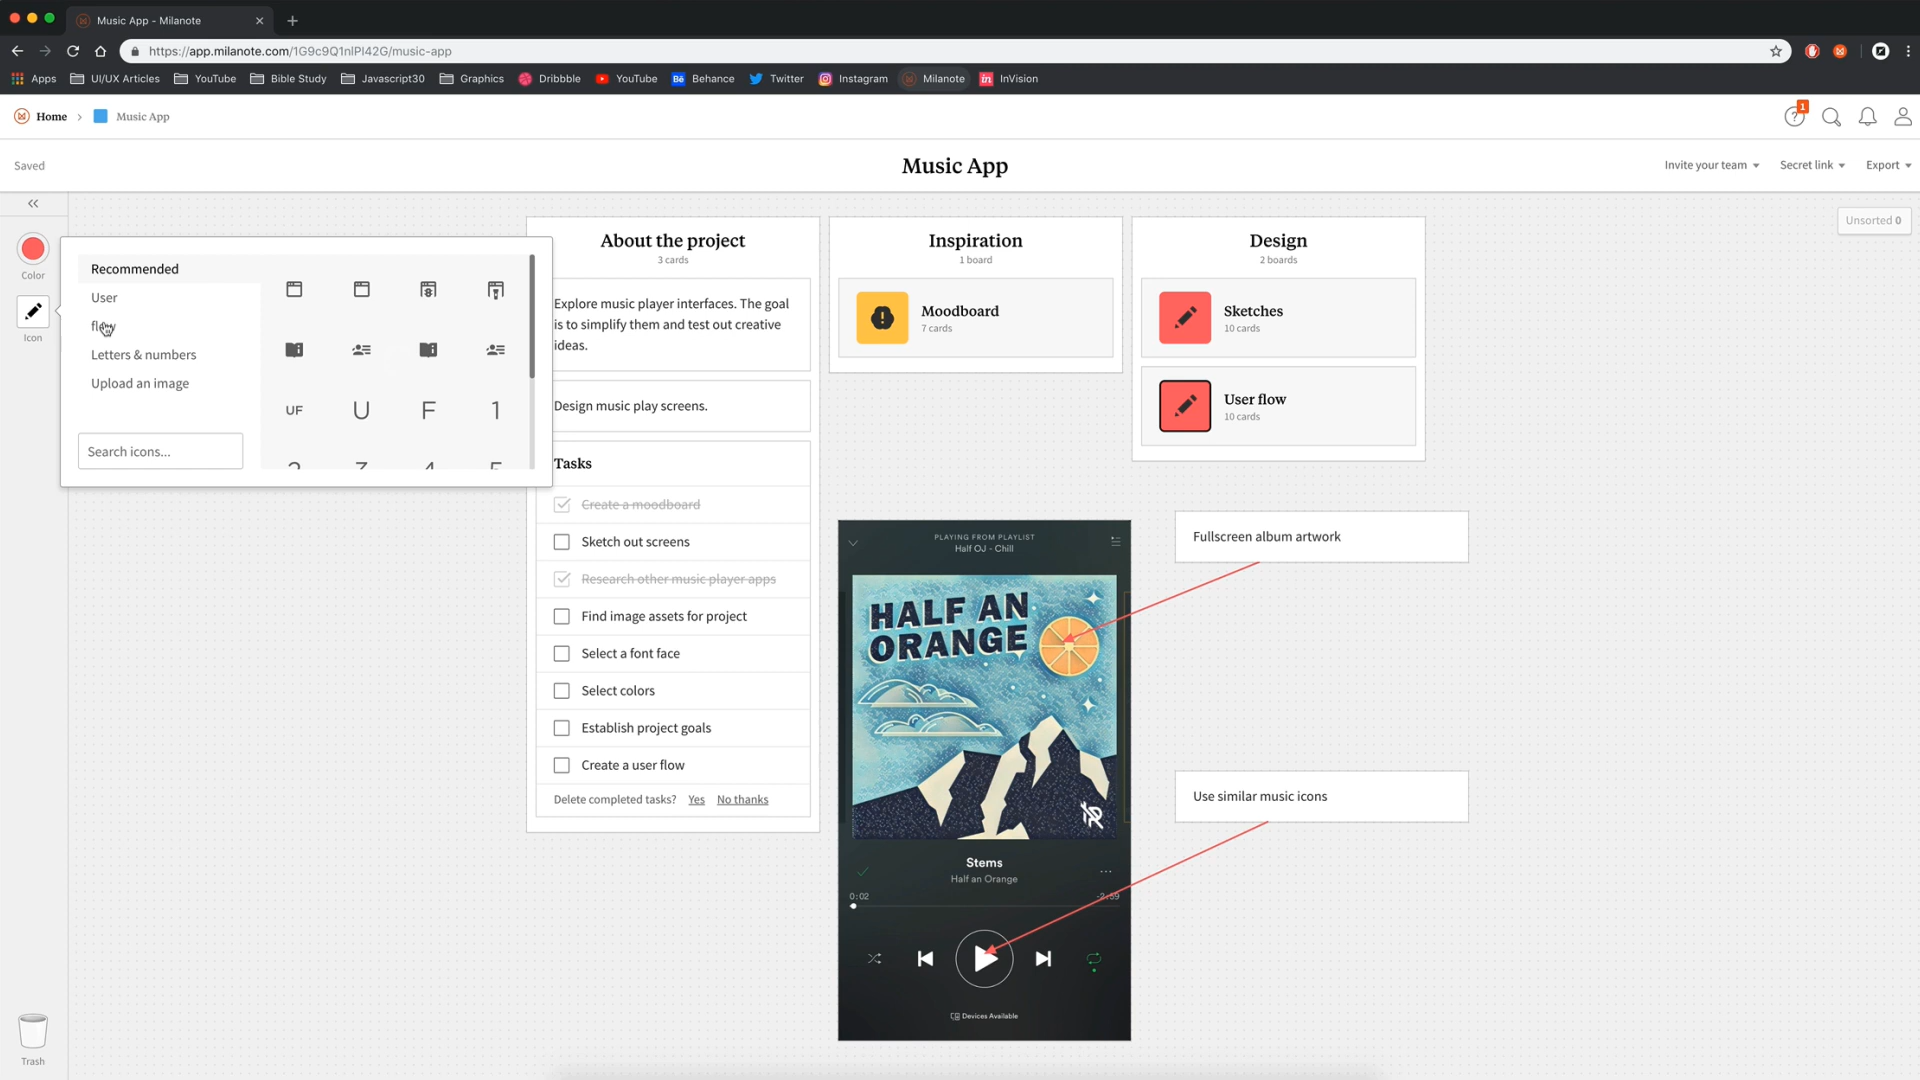 Music App - Milanote
https://app.milanote.com/1G9c9Q1nlPl42G/music-app
Apps
UI/UX Articles
YouTube
Bible Study
Javascript30
Graphics
Dribbble
YouTube
Bē
Behance
Twitter
Instagram
Milanote
in
InVision
Home
Music App
1
?
Saved
Music App
Invite your team
Secret link
Export
Unsorted 0
Color
Icon
Recommended
User
Letters & numbers
Upload an image
Search icons...
UF
U
F
1
About the project
3 cards
Explore music player interfaces. The goal
is to simplify them and test out creative
ideas.
Design music play screens.
Tasks
Create a moodboard
Sketch out screens
Research other music player apps
Find image assets for project
Select a font face
Select colors
Establish project goals
Create a user flow
Delete completed tasks? Yes No thanks
Inspiration
1 board
Moodboard
7 cards
Design
2 boards
Sketches
10 cards
User flow
10 cards
PLAYING FROM PLAYLIST
Half OJ - Chill
HALF AN
ORANGE
Stems
Half an Orange
0:02
-2:59
Devices Available
Fullscreen album artwork
Use similar music icons
Trash